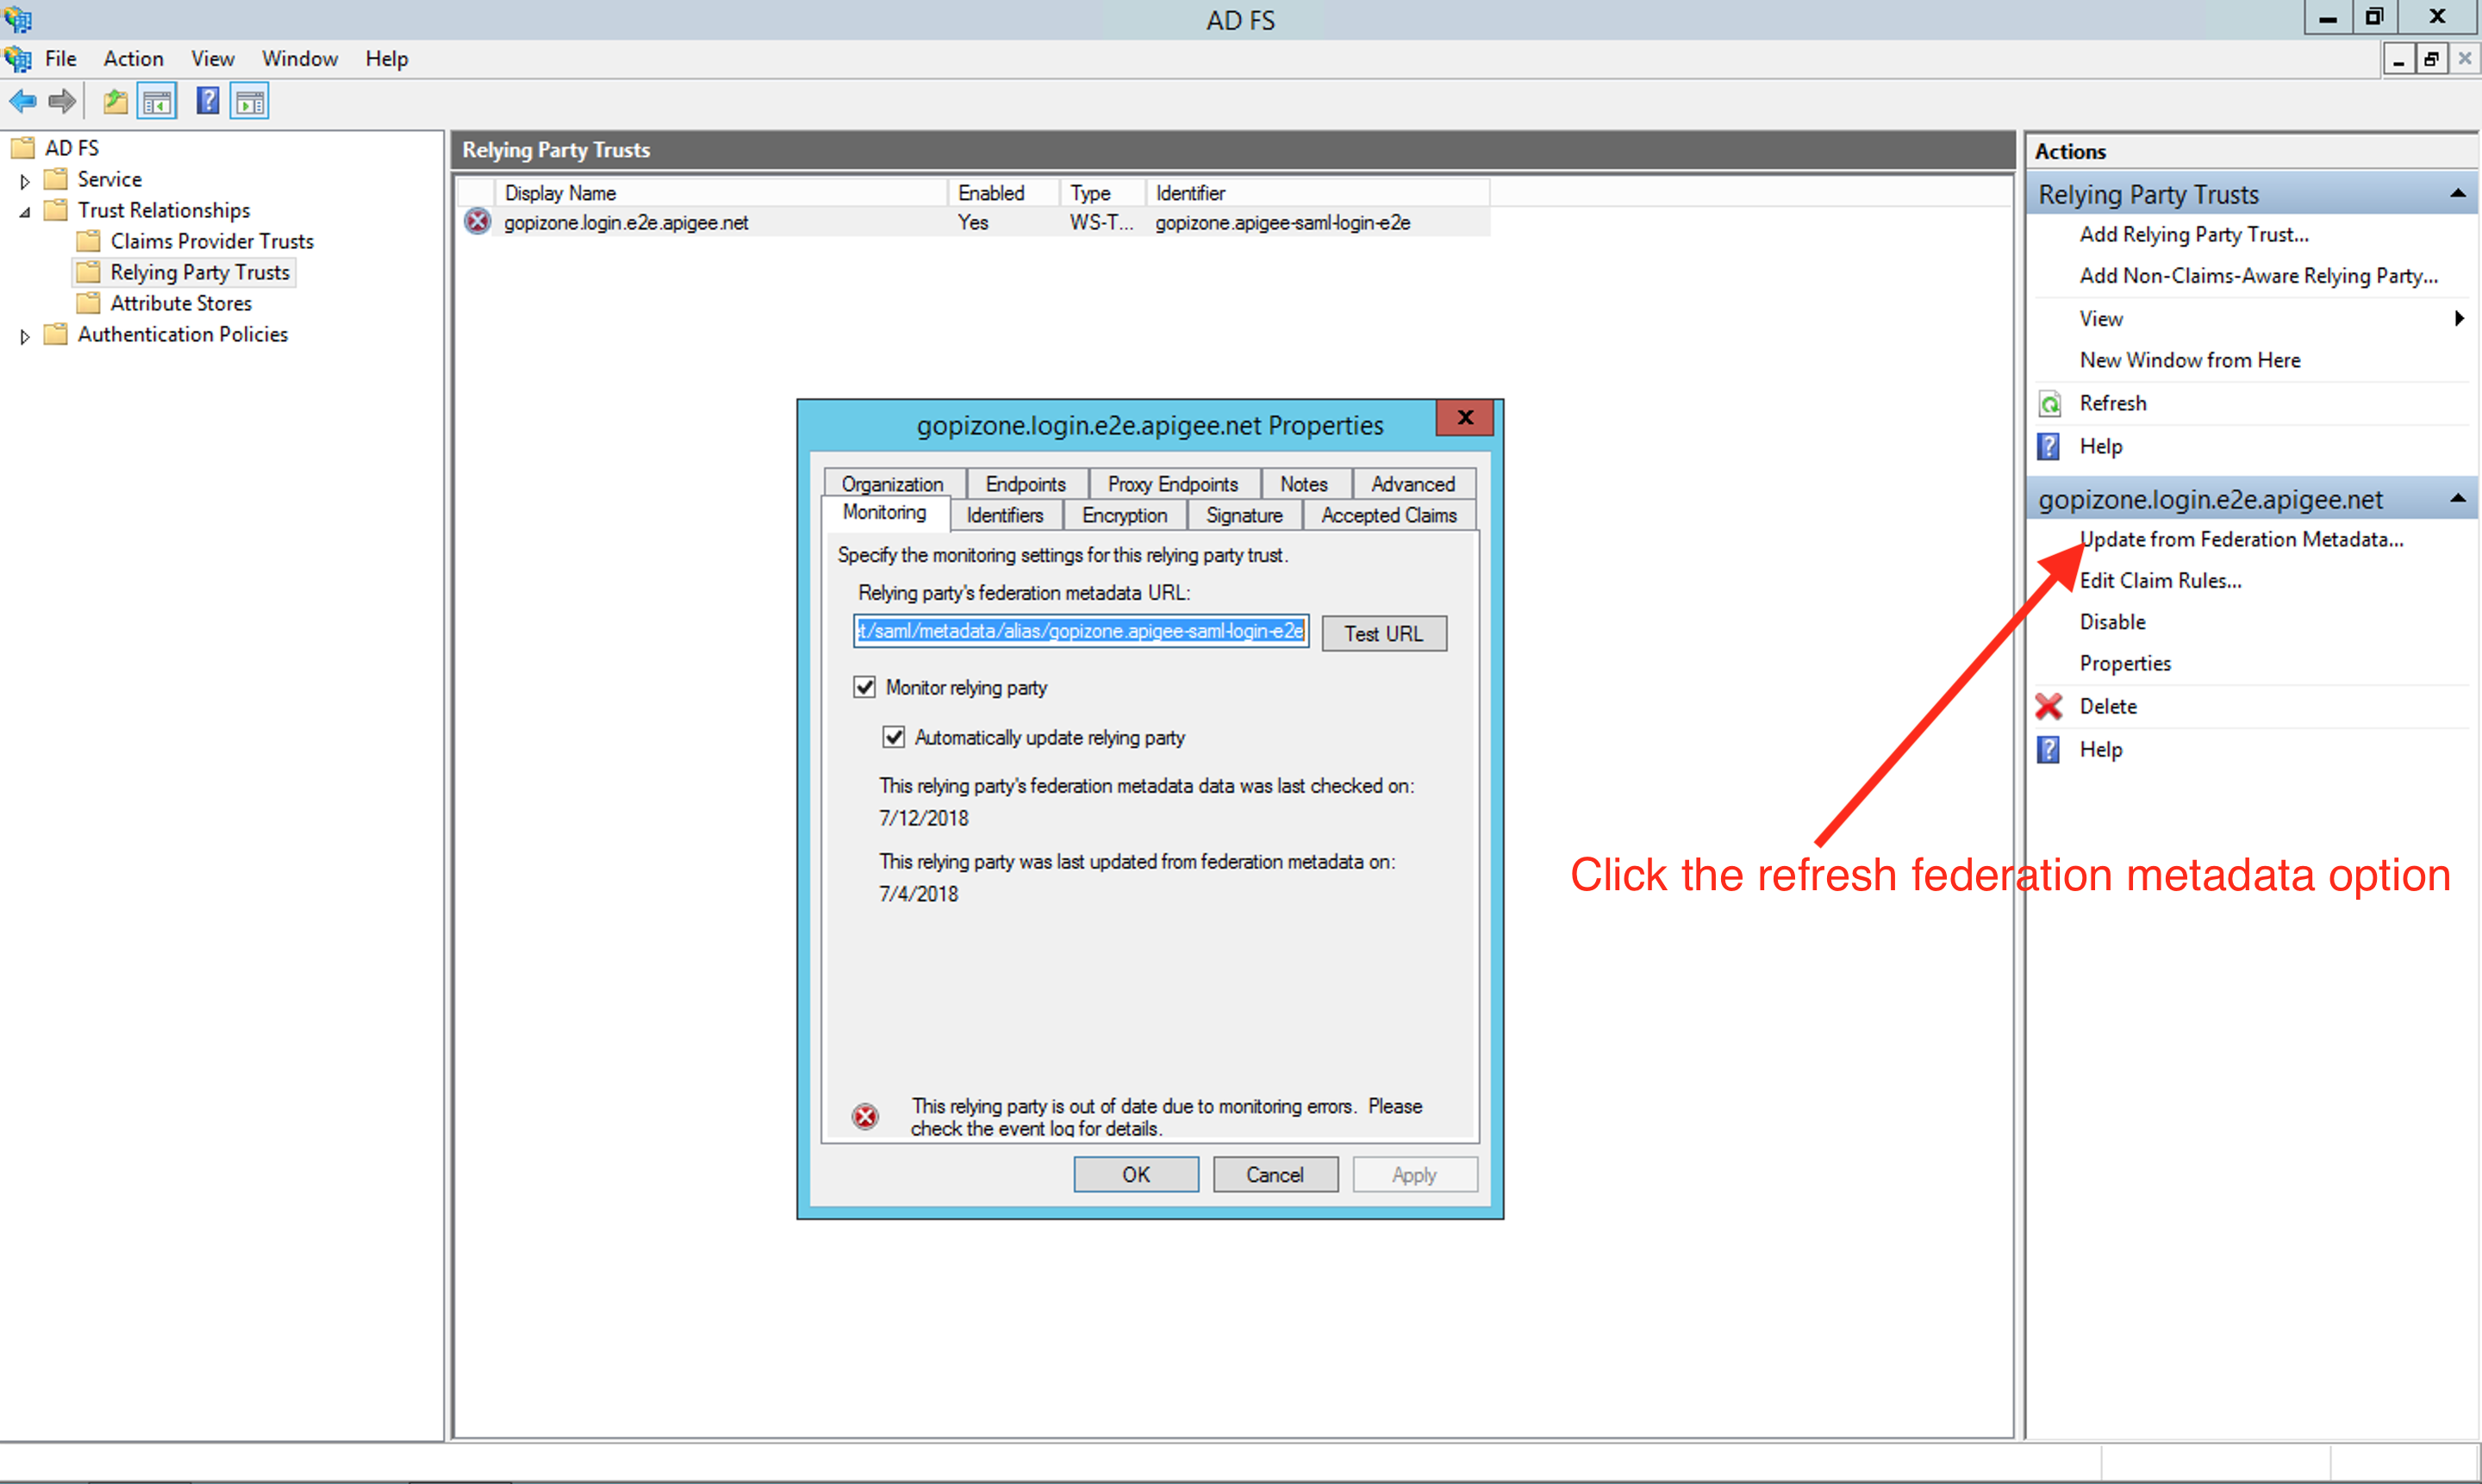 AD FS
File Action View Window Help
AD FS
Service
Trust Relationships
Claims Provider Trusts
Relying Party Trusts
Attribute Stores
Authentication Policies
Relying Party Trusts
Display Name Enabled Type Identifier
gopizone.login.e2e.apigee.net Yes WS-T... gopizone.apigee-saml-login-e2e
gopizone.login.e2e.apigee.net Properties
X
Organization Endpoints Proxy Endpoints Notes Advanced
Monitoring Identifiers Encryption Signature Accepted Claims
Specify the monitoring settings for this relying party trust.
Relying party's federation metadata URL:
t/saml/metadata/alias/gopizone.apigee-saml-login-e2e Test URL
Monitor relying party
Automatically update relying party
This relying party's federation metadata data was last checked on:
7/12/2018
This relying party was last updated from federation metadata on:
7/4/2018
This relying party is out of date due to monitoring errors. Please
check the event log for details.
OK Cancel Apply
Actions
Relying Party Trusts
Add Relying Party Trust...
Add Non-Claims-Aware Relying Party...
View
New Window from Here
Refresh
Help
gopizone.login.e2e.apigee.net
Update from Federation Metadata...
Edit Claim Rules...
Disable
Properties
Delete
Help
Click the refresh federation metadata option